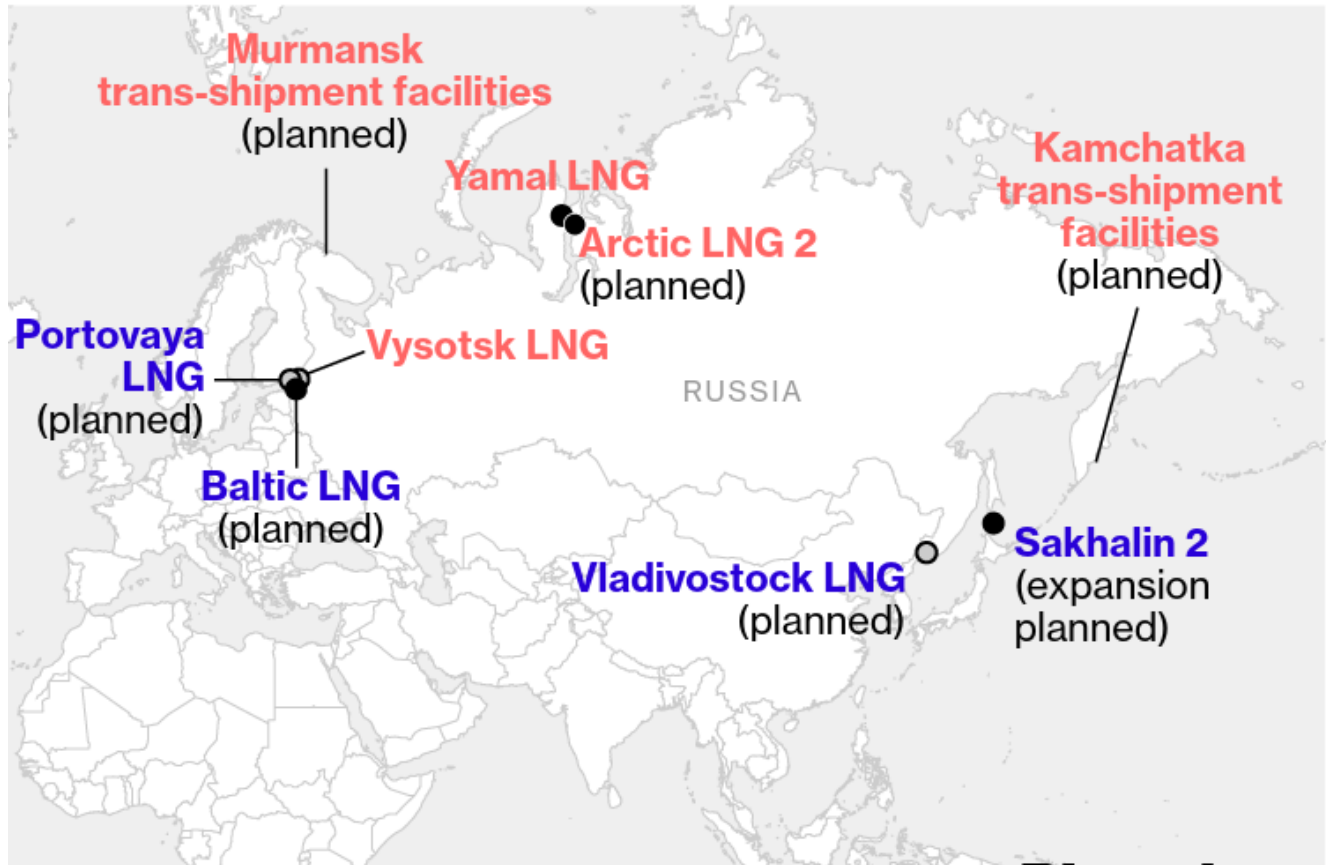 Murmansk
trans-shipment facilities
(planned)
Yamal LNG
Kamchatka
trans-shipment
facilities
(planned)
Arctic LNG 2
(planned)
Portovaya
LNG
(planned)
Vysotsk LNG
RUSSIA
Baltic LNG
(planned)
Vladivostock LNG
(planned)
Sakhalin 2
(expansion
planned)